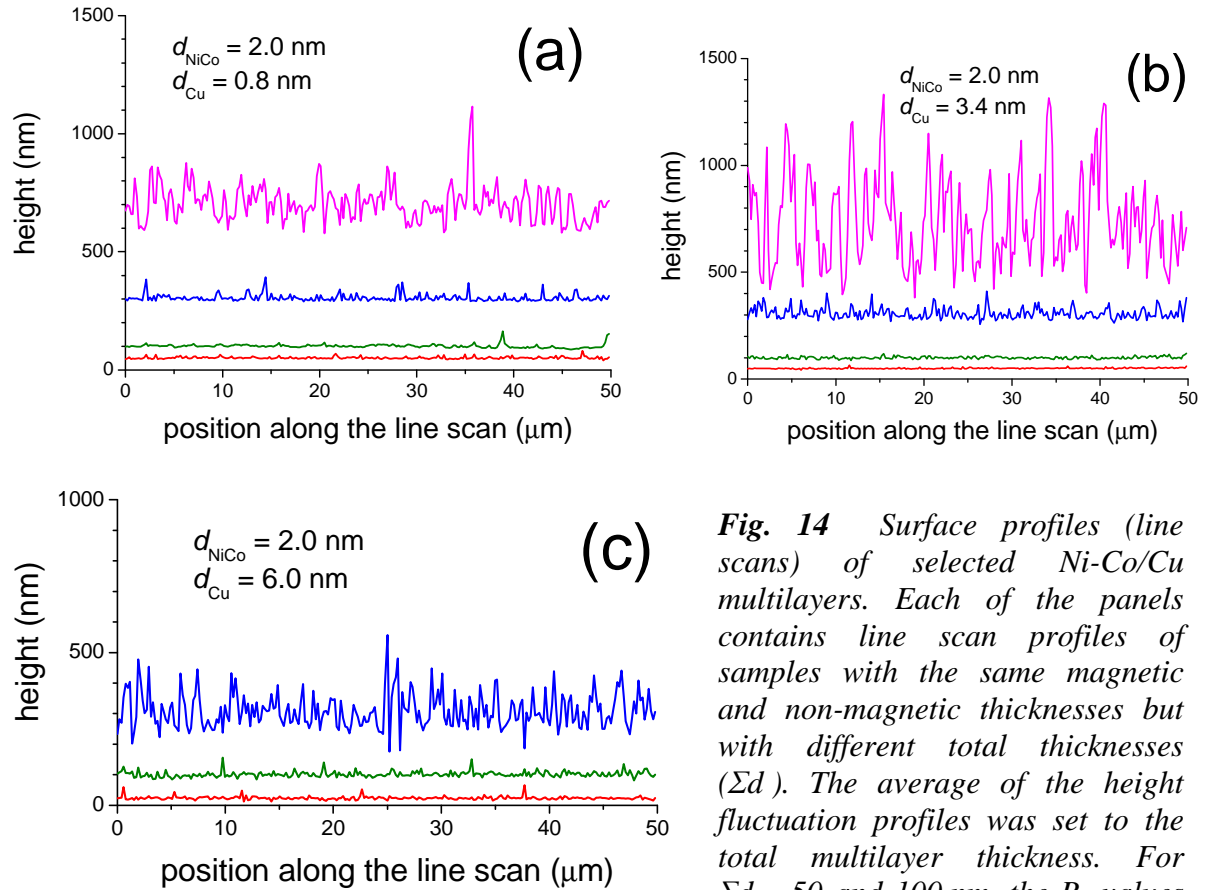 1500
1000
500
0
height (nm)
d_NiCo = 2.0 nm
d_Cu = 0.8 nm
(a)
0 10 20 30 40 50
position along the line scan (μm)
1500
1000
500
0
height (nm)
d_NiCo = 2.0 nm
d_Cu = 3.4 nm
(b)
0 10 20 30 40 50
position along the line scan (μm)
1000
500
0
height (nm)
d_NiCo = 2.0 nm
d_Cu = 6.0 nm
(c)
0 10 20 30 40 50
position along the line scan (μm)
Fig. 14 Surface profiles (line
scans) of selected Ni-Co/Cu
multilayers. Each of the panels
contains line scan profiles of
samples with the same magnetic
and non-magnetic thicknesses but
with different total thicknesses
(Σd ). The average of the height
fluctuation profiles was set to the
total multilayer thickness. For
50 and 100 nm, the values